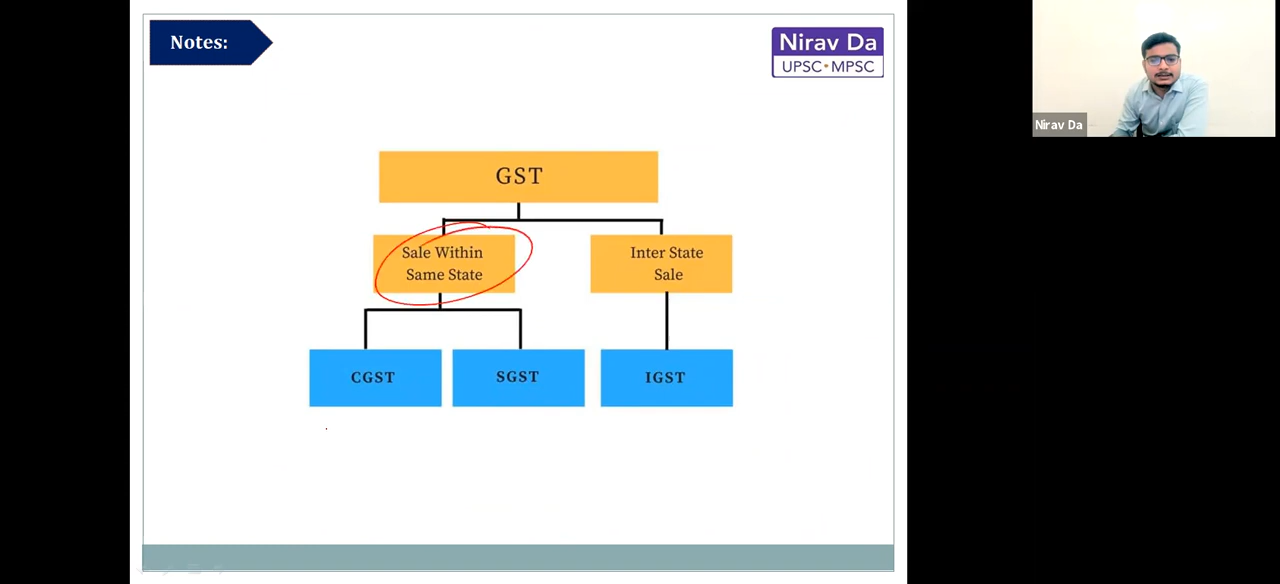 Notes:
Nirav Da
UPSC•MPSC
Nirav Da
GST
Sale Within
Same State
Inter State
Sale
CGST
SGST
IGST